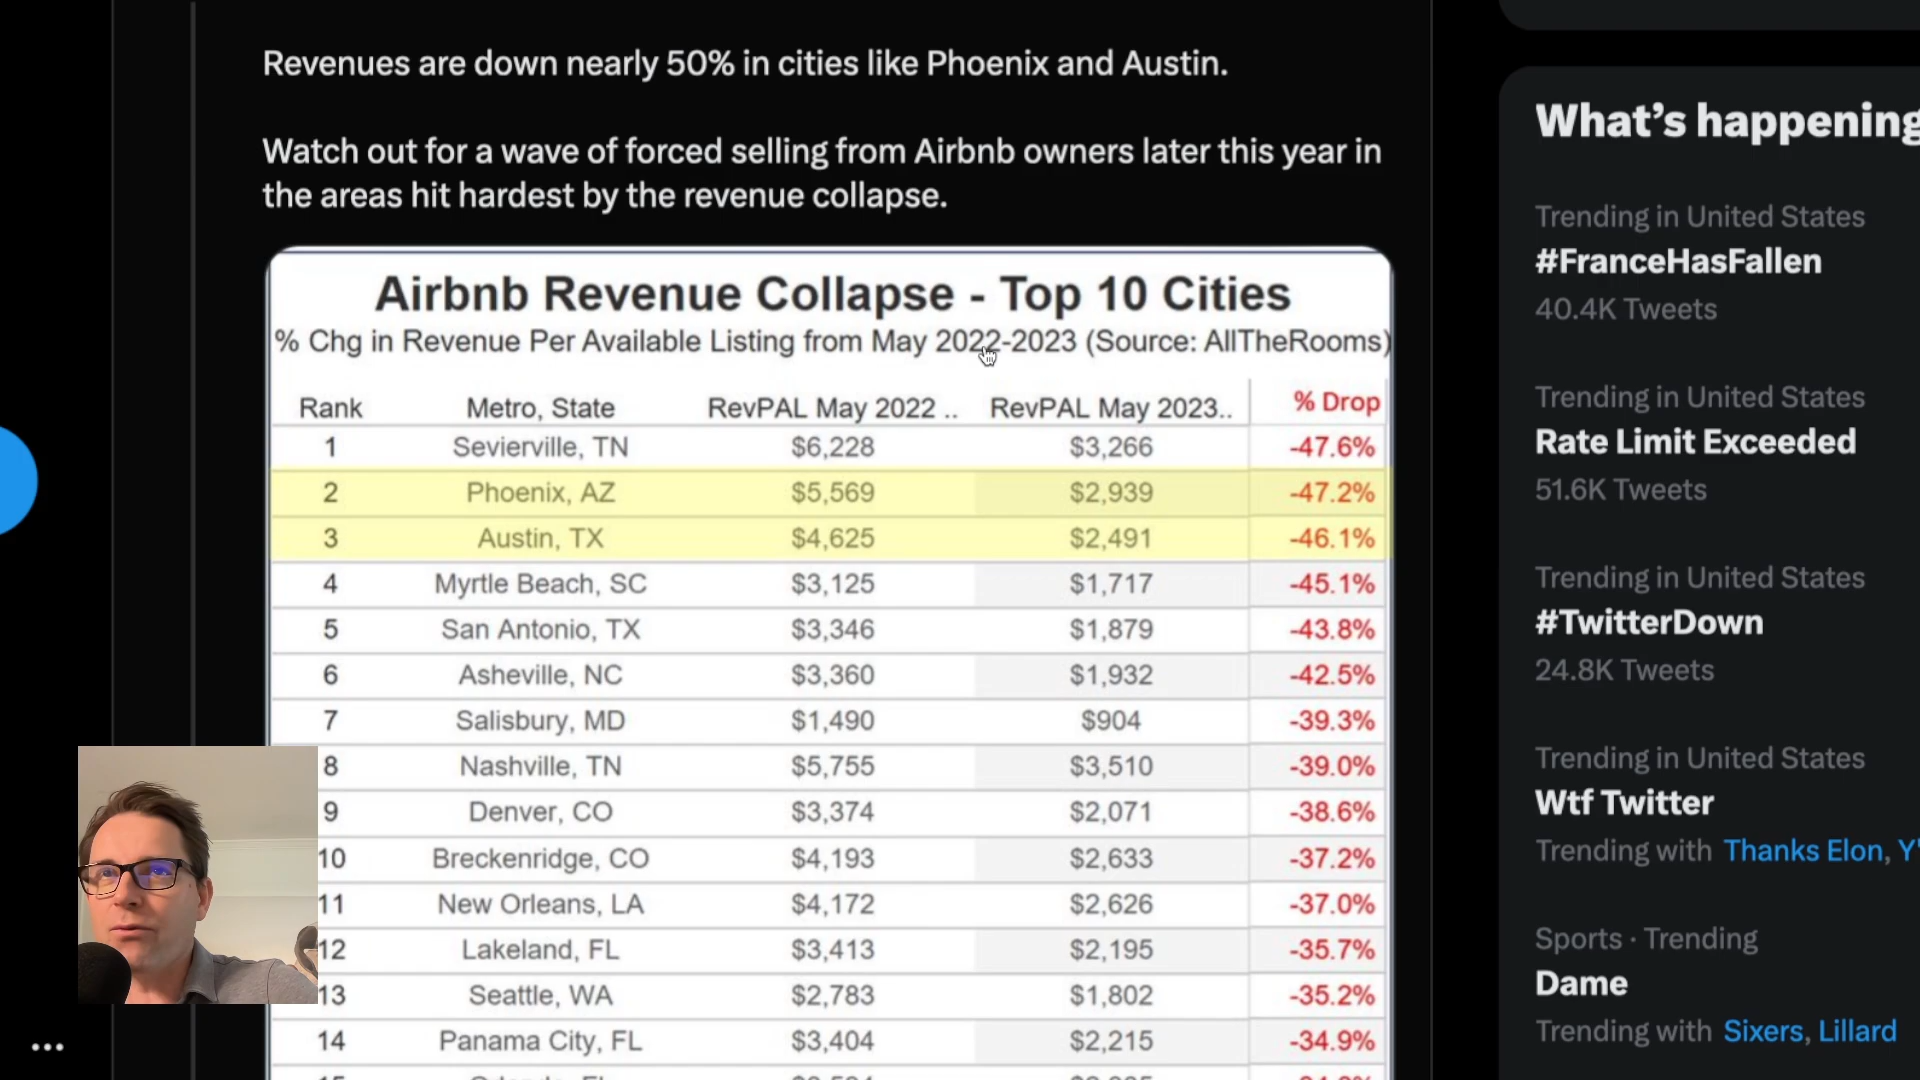 Revenues are down nearly 50% in cities like Phoenix and Austin.
Watch out for a wave of forced selling from Airbnb owners later this year in
the areas hit hardest by the revenue collapse.
Airbnb Revenue Collapse - Top 10 Cities
% Chg in Revenue Per Available Listing from May 2022-2023 (Source: AllTheRooms)
Rank Metro, State RevPAL May 2022 .. RevPAL May 2023.. % Drop
1 Sevierville, TN $6,228 $3,266 -47.6%
2 Phoenix, AZ $5,569 $2,939 -47.2%
3 Austin, TX $4,625 $2,491 -46.1%
4 Myrtle Beach, SC $3,125 $1,717 -45.1%
5 San Antonio, TX $3,346 $1,879 -43.8%
6 Asheville, NC $3,360 $1,932 -42.5%
7 Salisbury, MD $1,490 $904 -39.3%
8 Nashville, TN $5,755 $3,510 -39.0%
9 Denver, CO $3,374 $2,071 -38.6%
10 Breckenridge, CO $4,193 $2,633 -37.2%
11 New Orleans, LA $4,172 $2,626 -37.0%
12 Lakeland, FL $3,413 $2,195 -35.7%
13 Seattle, WA $2,783 $1,802 -35.2%
14 Panama City, FL $3,404 $2,215 -34.9%
What's happening
Trending in United States
#FranceHasFallen
40.4K Tweets
Trending in United States
Rate Limit Exceeded
51.6K Tweets
Trending in United States
#TwitterDown
24.8K Tweets
Trending in United States
Wtf Twitter
Trending with Thanks Elon,
Sports · Trending
Dame
Trending with Sixers, Lillard